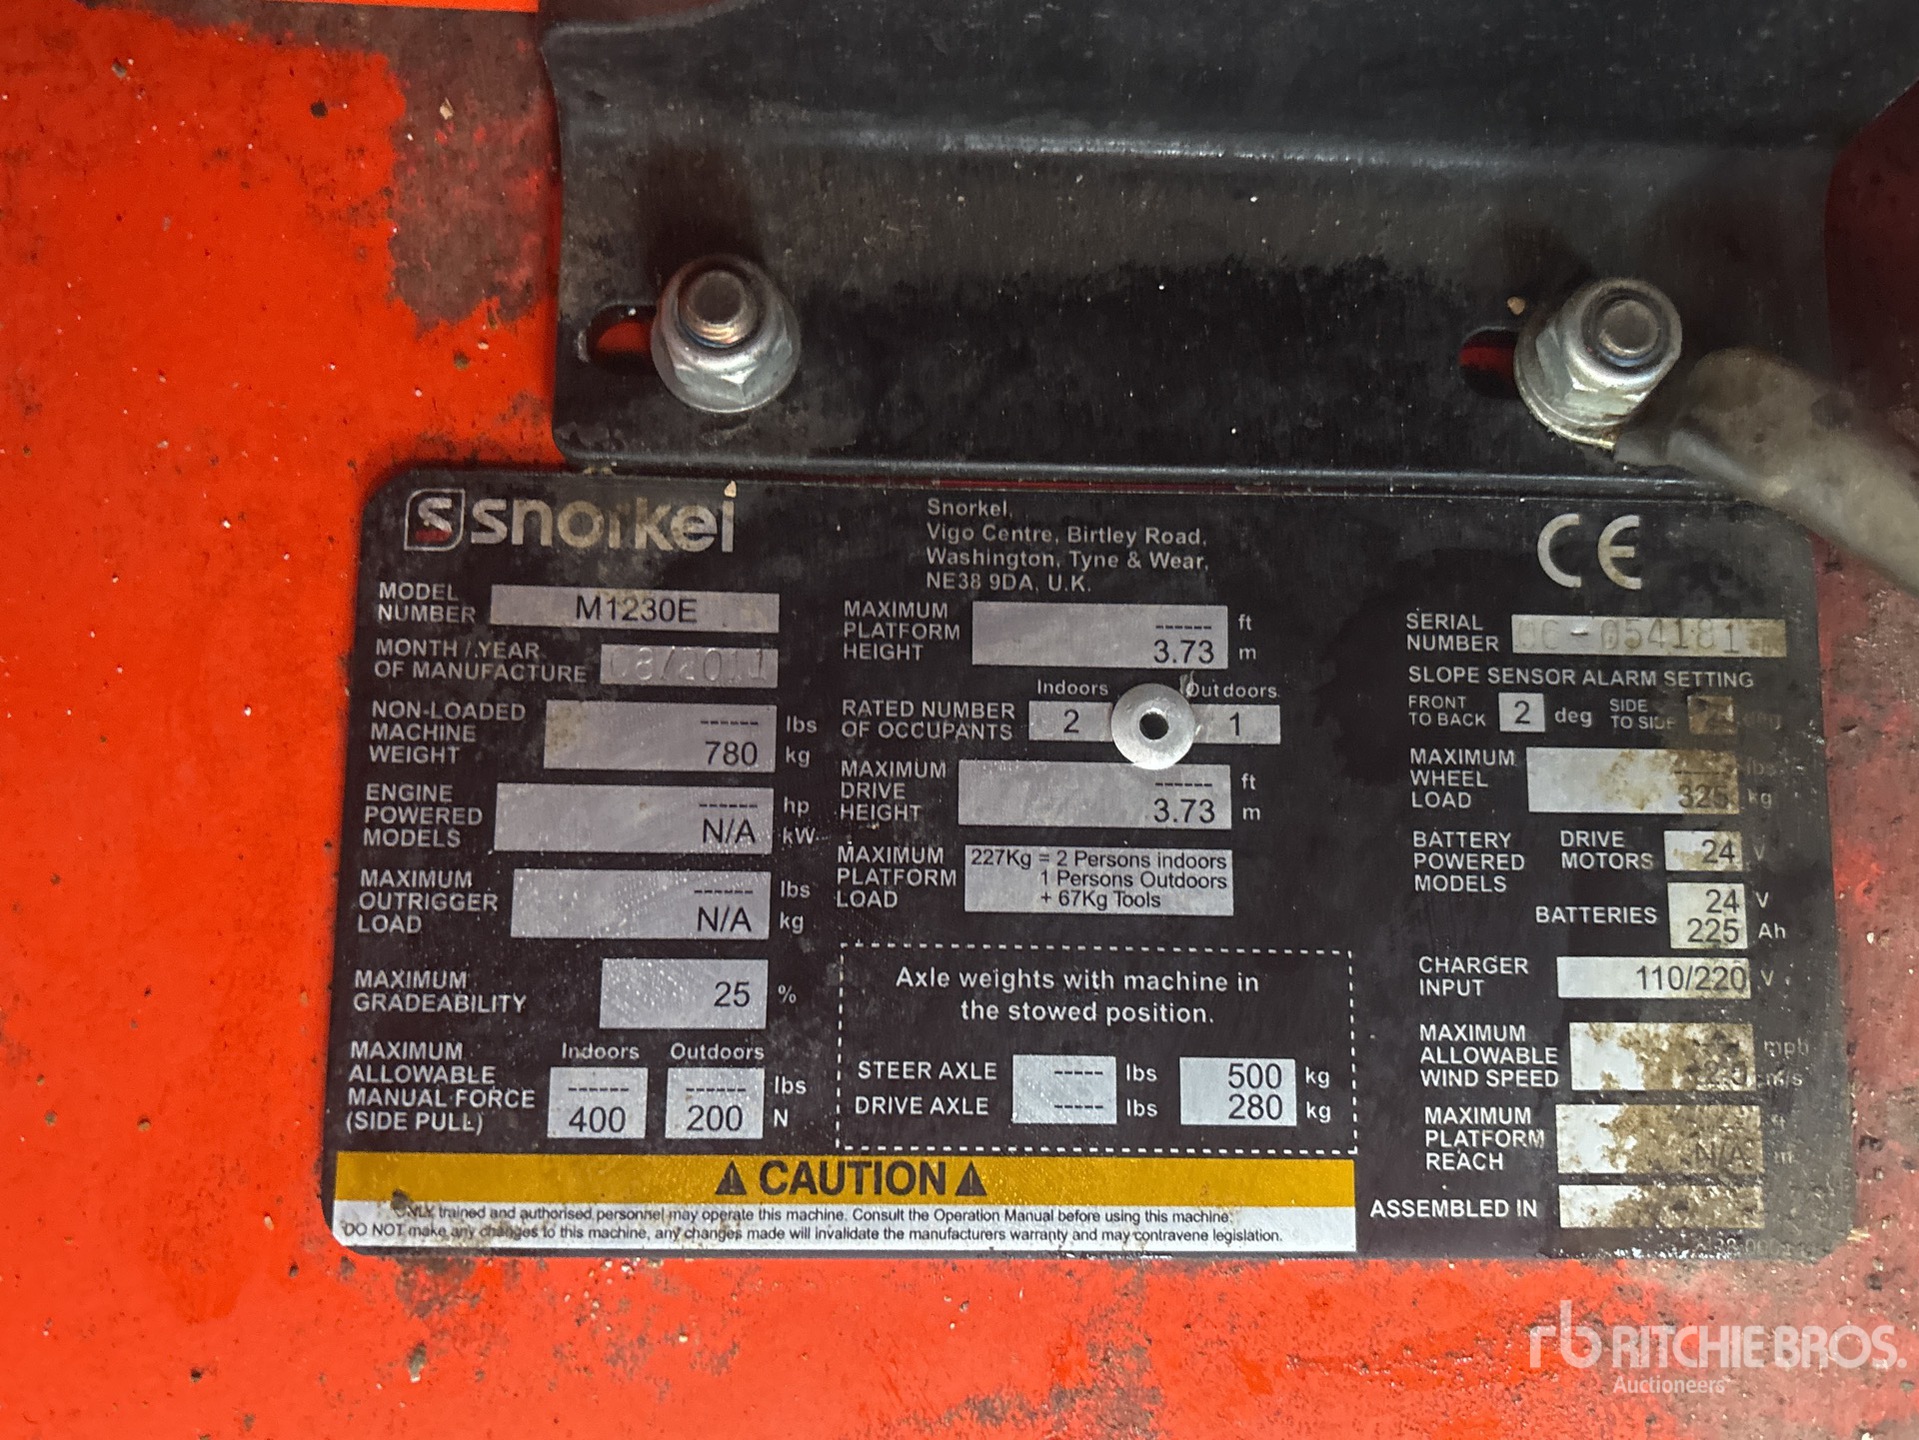 snorkel
Snorkel,
Vigo Centre, Birtley Road,
Washington, Tyne & Wear,
NE38 9DA, U.K.
CE
MODEL
NUMBER
M1230E
MONTH / YEAR
OF MANUFACTURE
NON-LOADED
MACHINE
WEIGHT
------ lbs
780 kg
ENGINE
POWERED
MODELS
------ hp
N/A kW
MAXIMUM
OUTRIGGER
LOAD
------ lbs
N/A kg
MAXIMUM
GRADEABILITY
25 %
MAXIMUM
ALLOWABLE
MANUAL FORCE
(SIDE PULL)
Indoors Outdoors
------ ------ lbs
400 200 N
MAXIMUM
PLATFORM
HEIGHT
------ ft
3.73 m
RATED NUMBER
OF OCCUPANTS
Indoors Outdoors
2 1
MAXIMUM
DRIVE
HEIGHT
------ ft
3.73 m
MAXIMUM
PLATFORM
LOAD
227Kg = 2 Persons indoors
1 Persons Outdoors
+ 67Kg Tools
Axle weights with machine in
the stowed position.
STEER AXLE ----- lbs 500 kg
DRIVE AXLE ----- lbs 280 kg
SERIAL
NUMBER
-054181
SLOPE SENSOR ALARM SETTING
FRONT
TO BACK
2 deg
SIDE
TO SIDE
deg
MAXIMUM
WHEEL
LOAD
lbs
325 kg
BATTERY
POWERED
MODELS
DRIVE
MOTORS
24 V
BATTERIES
24 V
225 Ah
CHARGER
INPUT
110/220 V
MAXIMUM
ALLOWABLE
WIND SPEED
mph
m/s
MAXIMUM
PLATFORM
REACH
N/A m
ASSEMBLED IN
CAUTION
ONLY trained and authorised personnel may operate this machine. Consult the Operation Manual before using this machine.
DO NOT make any changes to this machine, any changes made will invalidate the manufacturers warranty and may contravene legislation.
rb RITCHIE BROS.
Auctioneers